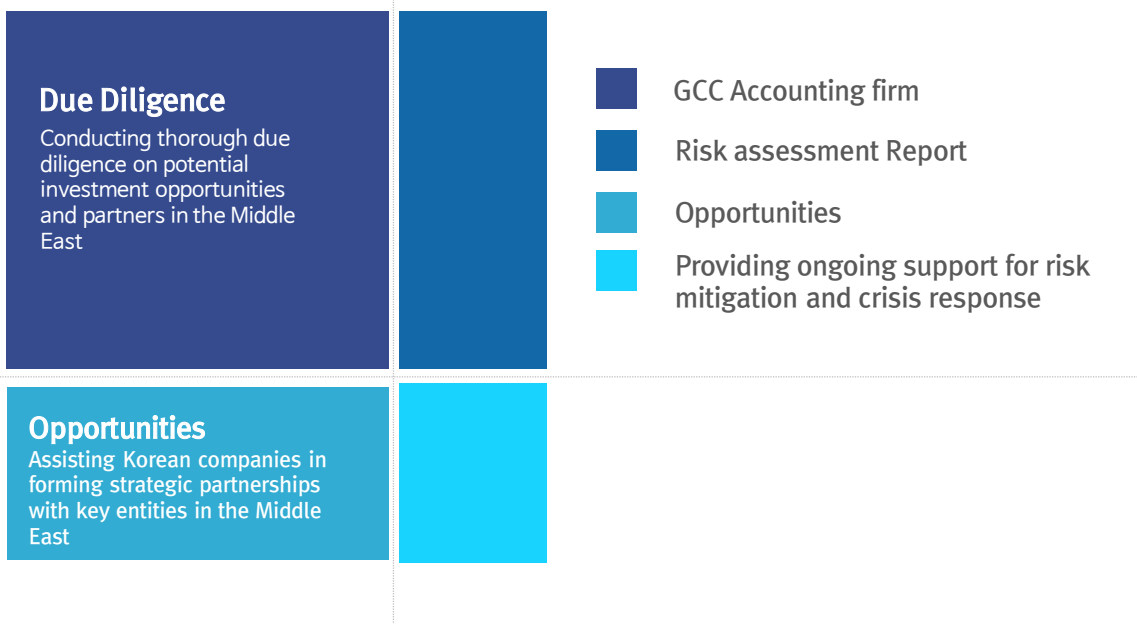 Due Diligence
Conducting thorough due
diligence on potential
investment opportunities
and partners in the Middle
East
Opportunities
Assisting Korean companies in
forming strategic partnerships
with key entities in the Middle
East
GCC Accounting firm
Risk assessment Report
Opportunities
Providing ongoing support for risk
mitigation and crisis response